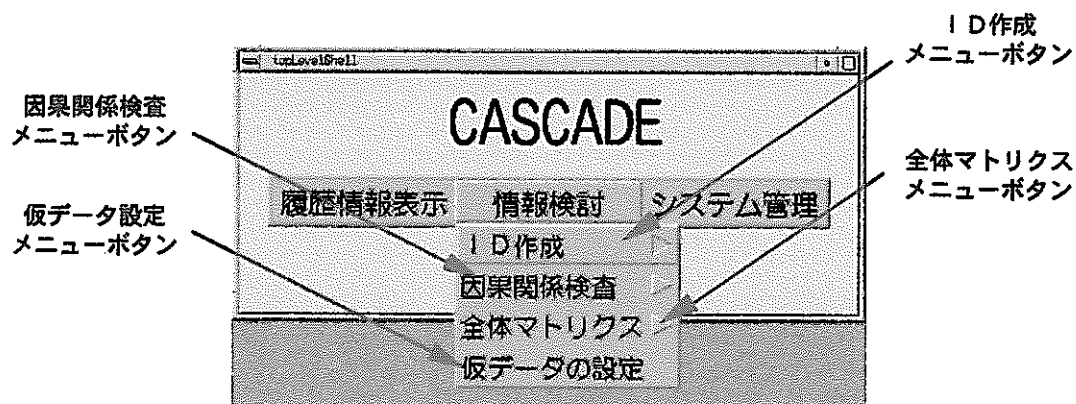 ＩＤ作成
メニューボタン
topLevelShell
因果関係検査
メニューボタン
CASCADE
全体マトリクス
メニューボタン
履歴情報表示 情報検討 システム管理
仮データ設定
メニューボタン
ＩＤ作成
因果関係検査
全体マトリクス
仮データの設定